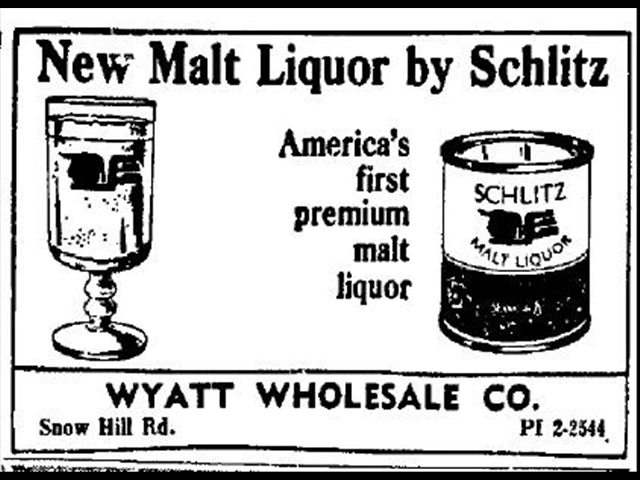 New Malt Liquor by Schlitz
America's
first
premium
malt
liquor
SCHLITZ
MALT LIQUOR
WYATT WHOLESALE CO.
Snow Hill Rd.
PI 2-2544